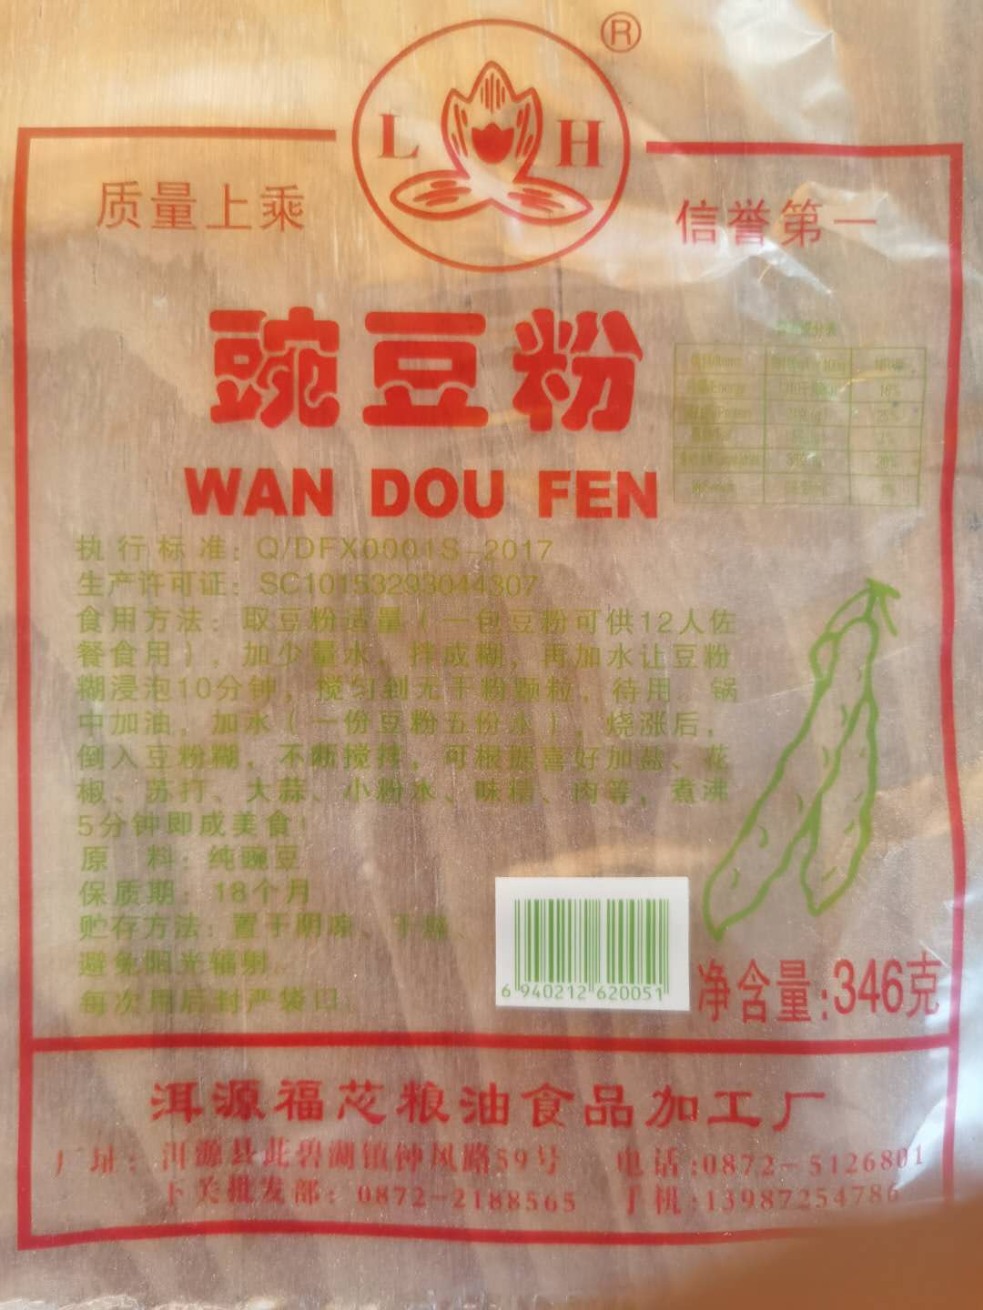 ®
L H
质量上乘
信誉第一
豌豆粉
WAN DOU FEN
执行标准：Q/DFX0001S-2017
生产许可证：SC10153293044307
食用方法：取豆粉适量（一包豆粉可供12人佐
餐食用），加少量水，拌成糊，再加水让豆粉
糊浸泡10分钟，搅匀到无干粉颗粒，待用。锅
中加油，加水（一份豆粉五份水），烧涨后，
倒入豆粉糊，不断搅拌，可根据喜好加盐、花
椒、苏打、大蒜、小粉水、味精、肉等，煮沸
5分钟即成美食！
原　料：纯豌豆
保质期：18个月
贮存方法：置于阴凉、干燥
避免阳光辐射
每次用后封严袋口
6 940212 620051
净含量:346克
洱源福芯粮油食品加工厂
厂址：洱源县茈碧湖镇钟风路59号
电话:0872-5126801
下关批发部：0872-2188565
手机:13987254786